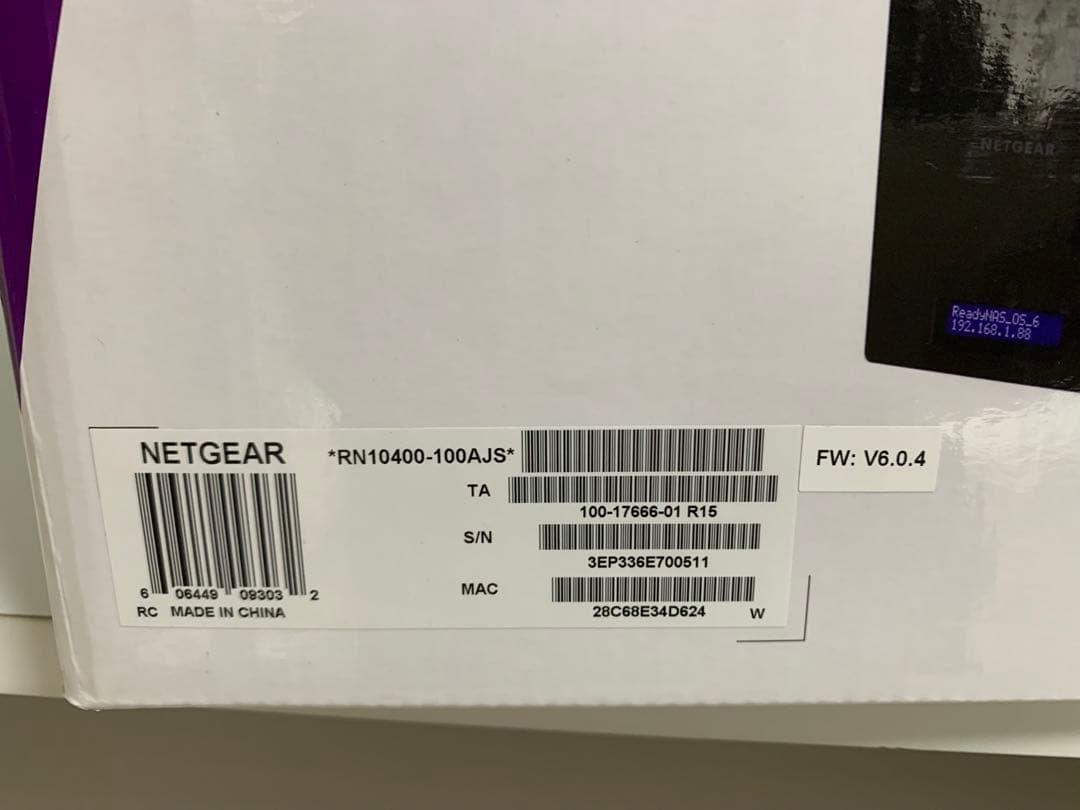 NETGEAR
ReadyNAS_OS_6
192.168.1.88
NETGEAR
*RN10400-100AJS*
FW: V6.0.4
TA
100-17666-01 R15
S/N
3EP336E700511
MAC
28C68E34D624
W
6 06449 09303 2
RC MADE IN CHINA